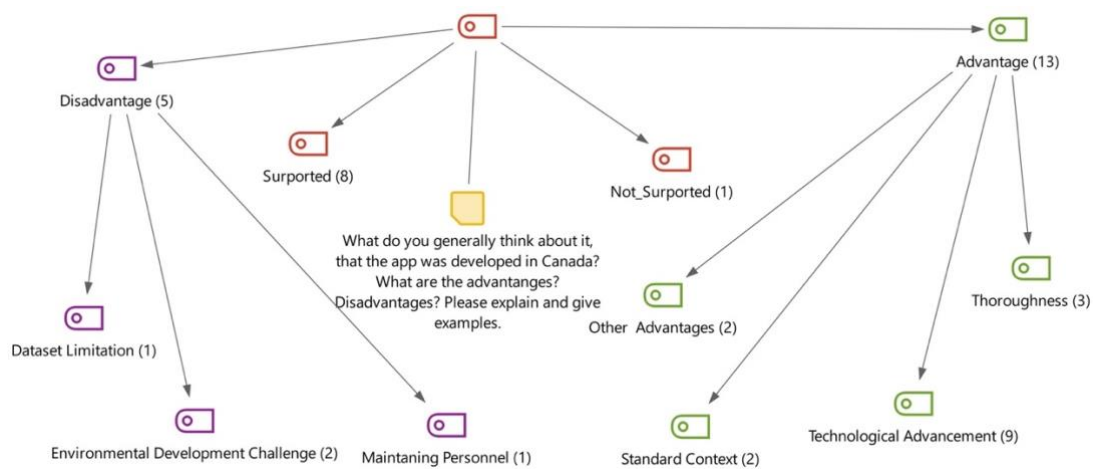 Advantage (13)
Disadvantage (5)
Surported (8)
Not_Surported (1)
What do you generally think about it,
that the app was developed in Canada?
What are the advantanges?
Disadvantages? Please explain and give
examples.
Thoroughness (3)
Other Advantages (2)
Dataset Limitation (1)
Technological Advancement (9)
Environmental Development Challenge (2)
Maintaning Personnel (1)
Standard Context (2)